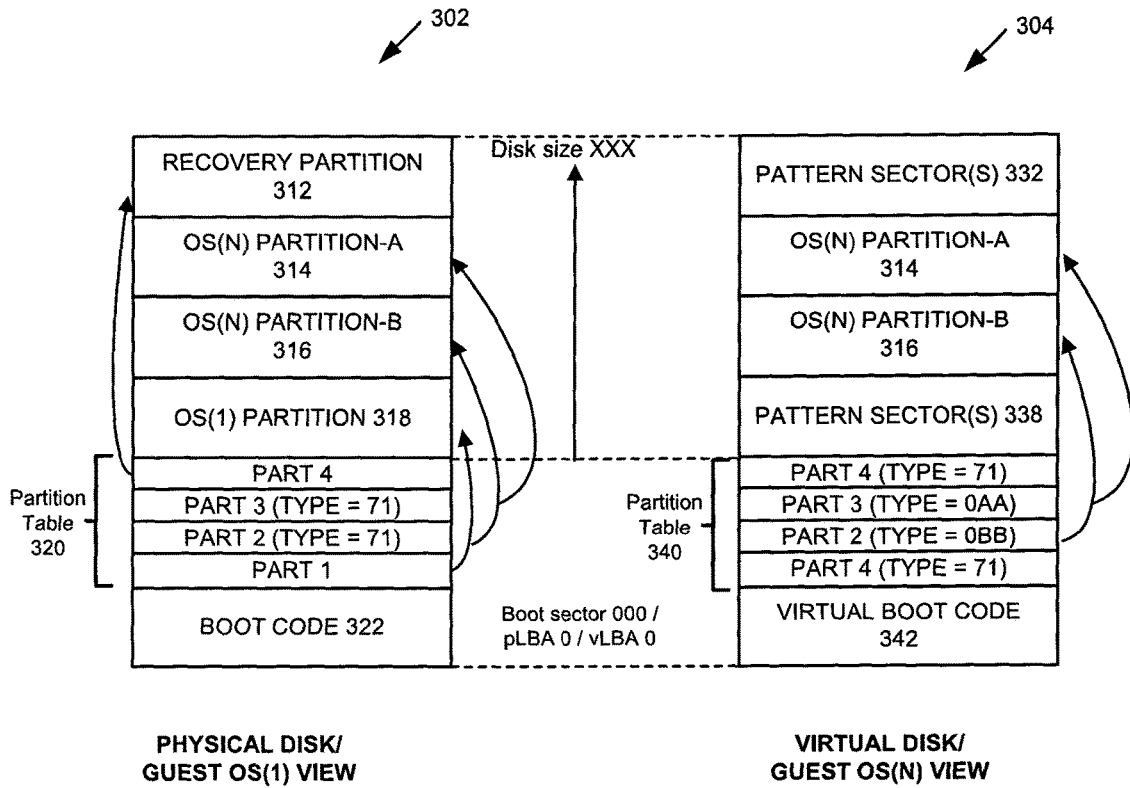 302
304
RECOVERY PARTITION
312
OS(N) PARTITION-A
314
OS(N) PARTITION-B
316
OS(1) PARTITION 318
PART 4
PART 3 (TYPE = 71)
PART 2 (TYPE = 71)
PART 1
BOOT CODE 322
Partition
Table
320
Disk size XXX
Boot sector 000 /
pLBA 0 / vLBA 0
PATTERN SECTOR(S) 332
OS(N) PARTITION-A
314
OS(N) PARTITION-B
316
PATTERN SECTOR(S) 338
PART 4 (TYPE = 71)
PART 3 (TYPE = 0AA)
PART 2 (TYPE = 0BB)
PART 4 (TYPE = 71)
VIRTUAL BOOT CODE
342
Partition
Table
340
PHYSICAL DISK/
GUEST OS(1) VIEW
VIRTUAL DISK/
GUEST OS(N) VIEW